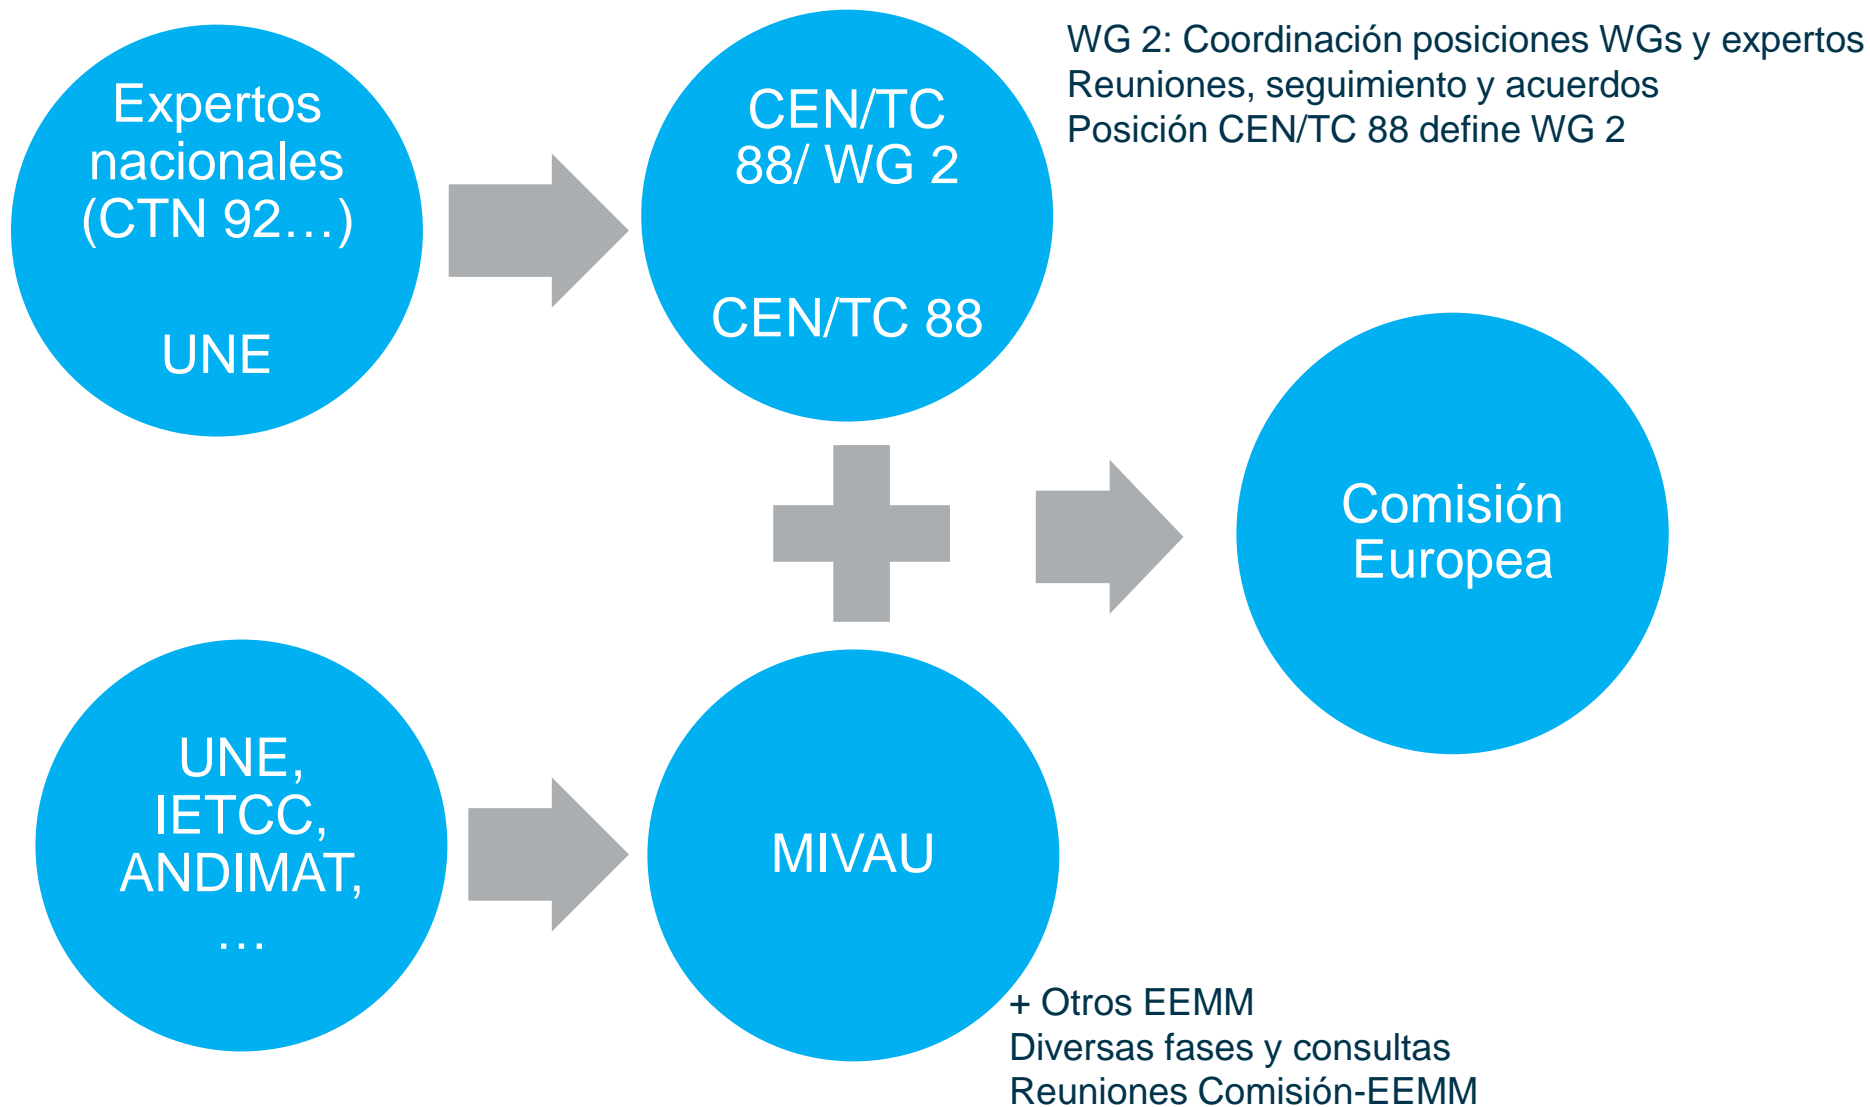 Expertos
nacionales
(CTN 92…)
UNE
CEN/TC
88/ WG 2
CEN/TC 88
WG 2: Coordinación posiciones WGs y expertos
Reuniones, seguimiento y acuerdos
Posición CEN/TC 88 define WG 2
Comisión
Europea
UNE,
IETCC,
ANDIMAT,
…
MIVAU
+ Otros EEMM
Diversas fases y consultas
Reuniones Comisión-EEMM